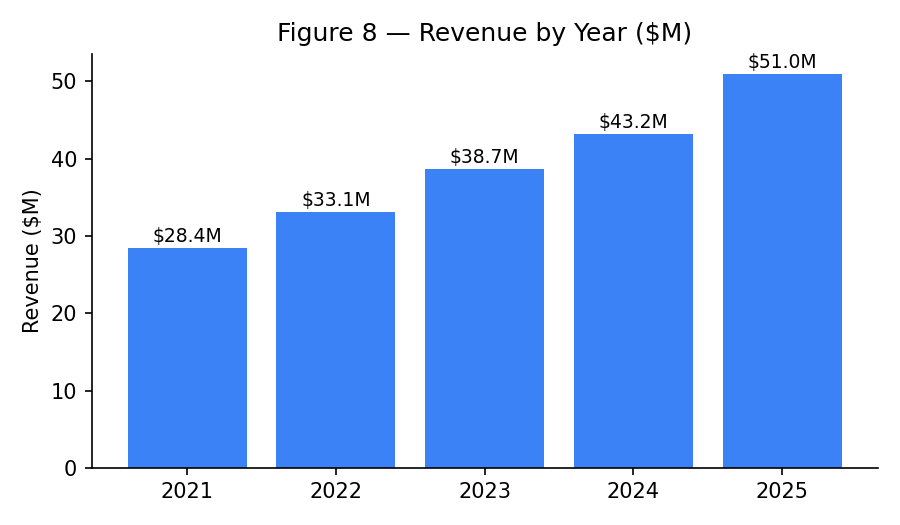 Figure 8 — Revenue by Year ($M)
Revenue ($M)
50
40
30
20
10
0
$28.4M
$33.1M
$38.7M
$43.2M
$51.0M
2021
2022
2023
2024
2025